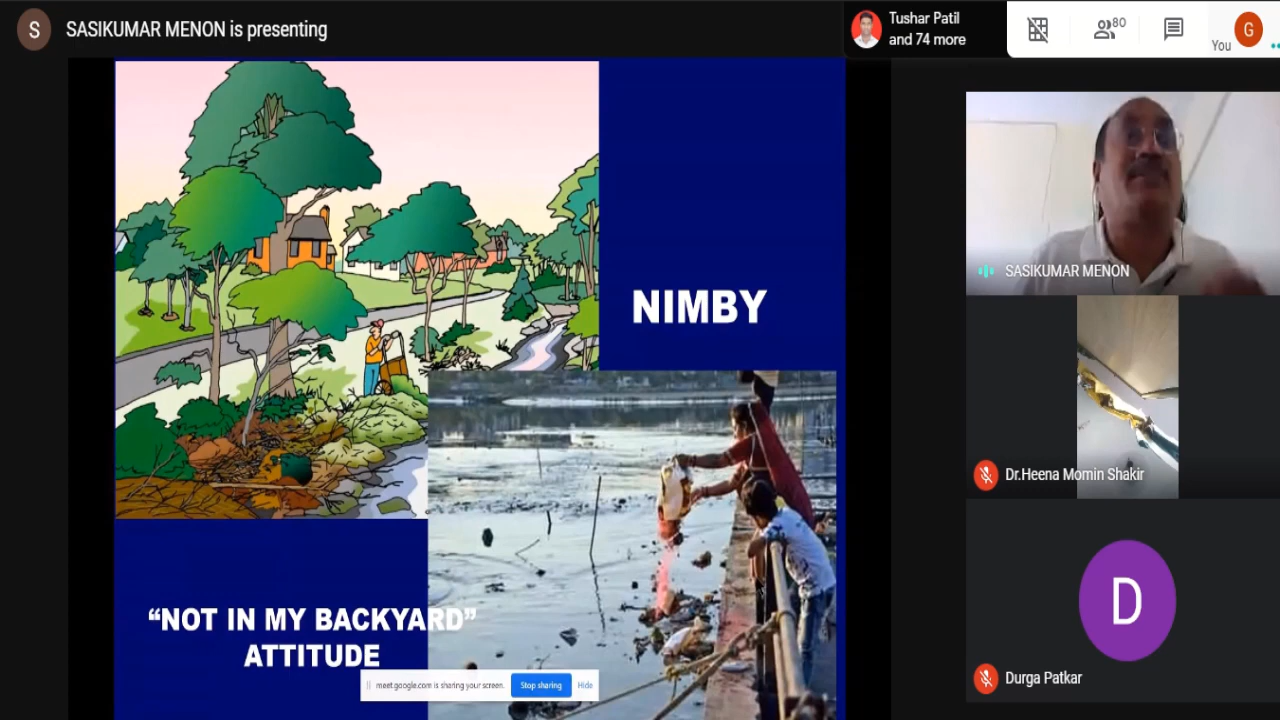 S
SASIKUMAR MENON is presenting
Tushar Patil
and 74 more
80
You
G
NIMBY
SASIKUMAR MENON
Dr.Heena Momin Shakir
“NOT IN MY BACKYARD”
ATTITUDE
meet.google.com is sharing your screen.
Stop sharing
Hide
D
Durga Patkar